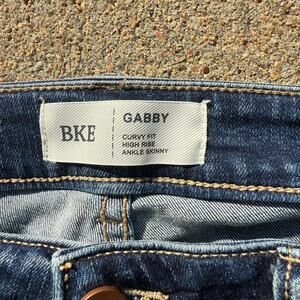 BKE
GABBY
CURVY FIT
HIGH RISE
ANKLE SKINNY